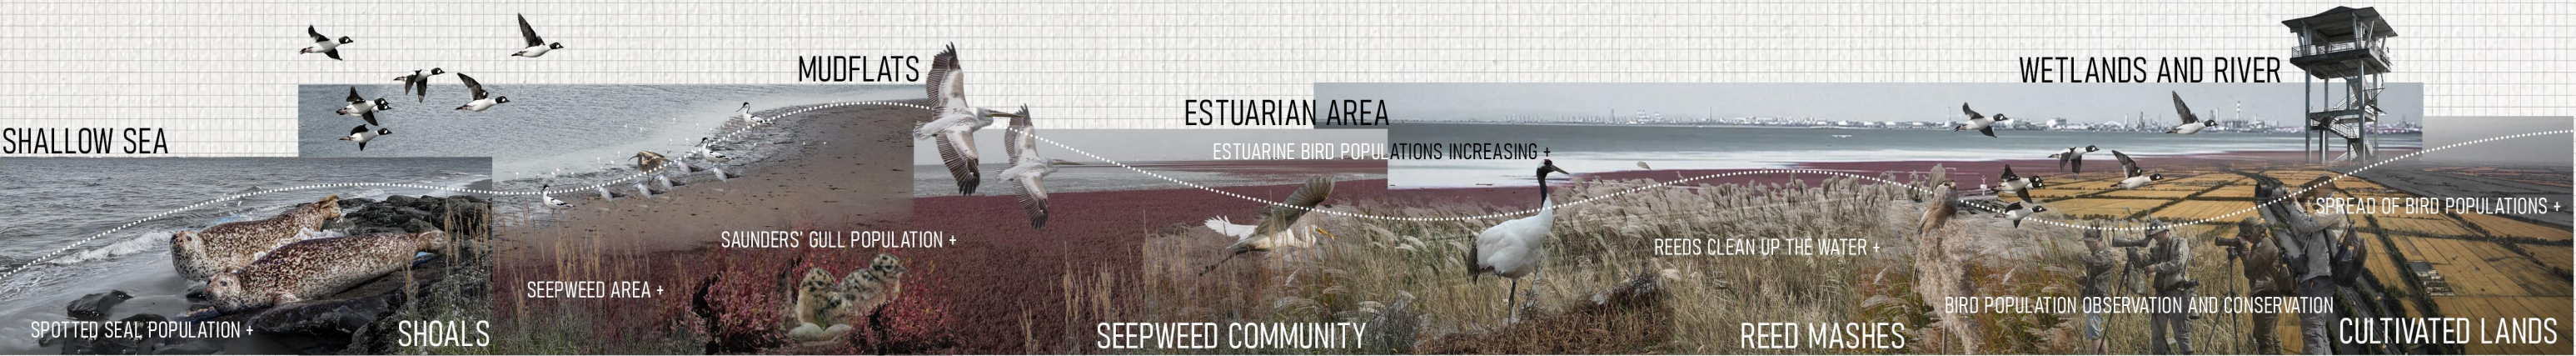 SHALLOW SEA
SPOTTED SEAL POPULATION +
SHOALS
MUDFLATS
SEEPWEED AREA +
SAUNDERS' GULL POPULATION +
ESTUARIAN AREA
ESTUARINE BIRD POPULATIONS INCREASING +
SEEPWEED COMMUNITY
REEDS CLEAN UP THE WATER +
REED MASHES
WETLANDS AND RIVER
SPREAD OF BIRD POPULATIONS +
BIRD POPULATION OBSERVATION AND CONSERVATION
CULTIVATED LANDS